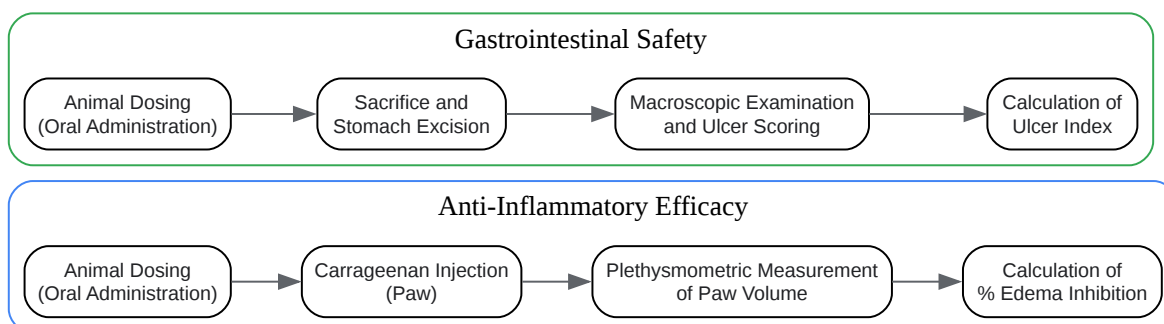 Gastrointestinal Safety
Animal Dosing
(Oral Administration)
Sacrifice and
Stomach Excision
Macroscopic Examination
and Ulcer Scoring
Calculation of
Ulcer Index
Anti-Inflammatory Efficacy
Animal Dosing
(Oral Administration)
Carrageenan Injection
(Paw)
Plethysmometric Measurement
of Paw Volume
Calculation of
% Edema Inhibition